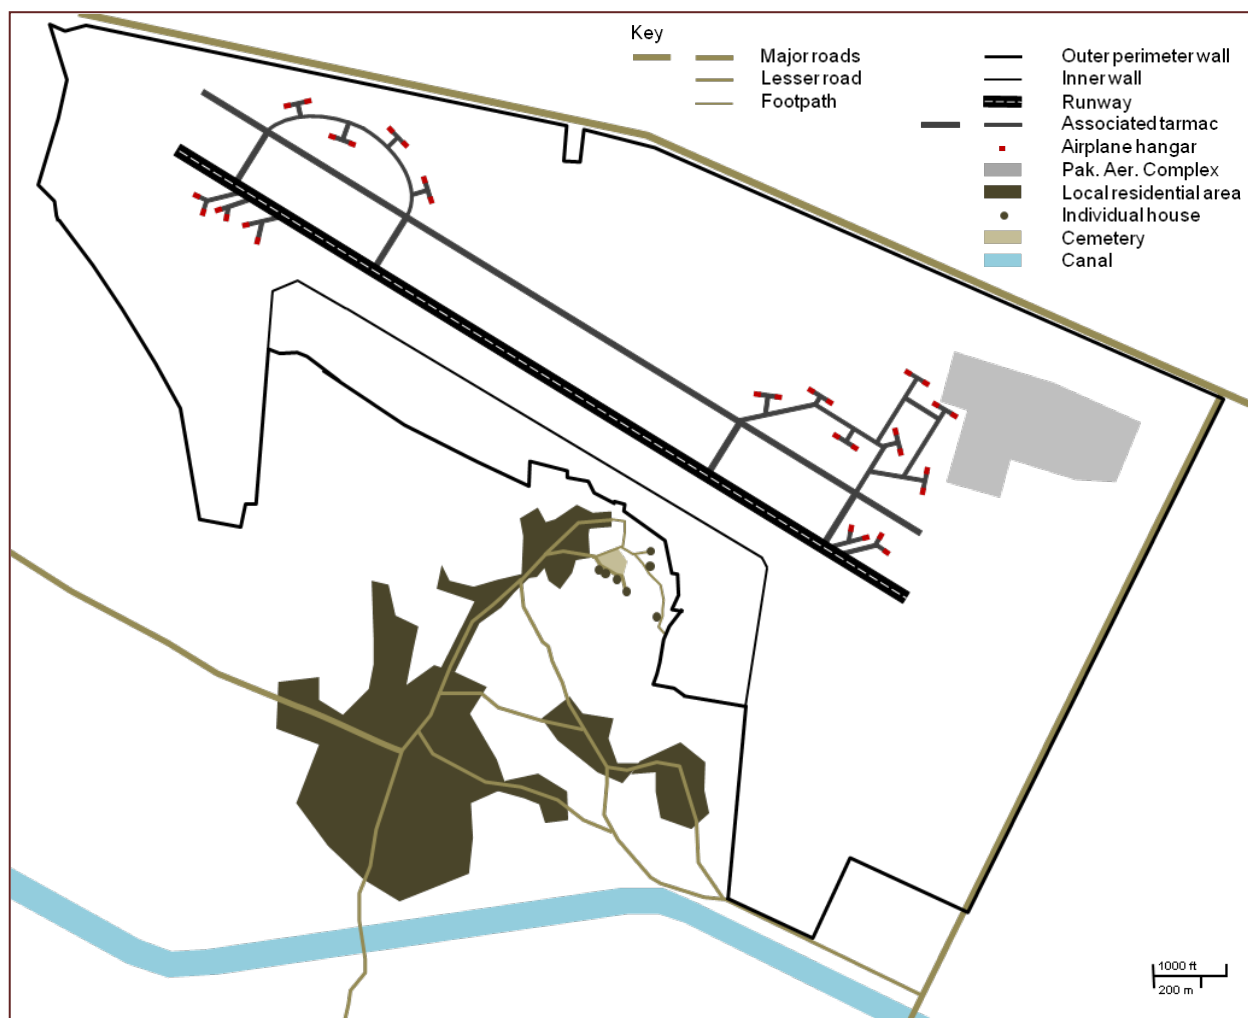 Key
Major roads
Lesser road
Footpath
Outer perimeter wall
Inner wall
Runway
Associated tarmac
Airplane hangar
Pak. Aer. Complex
Local residential area
Individual house
Cemetery
Canal
1000 ft
200 m